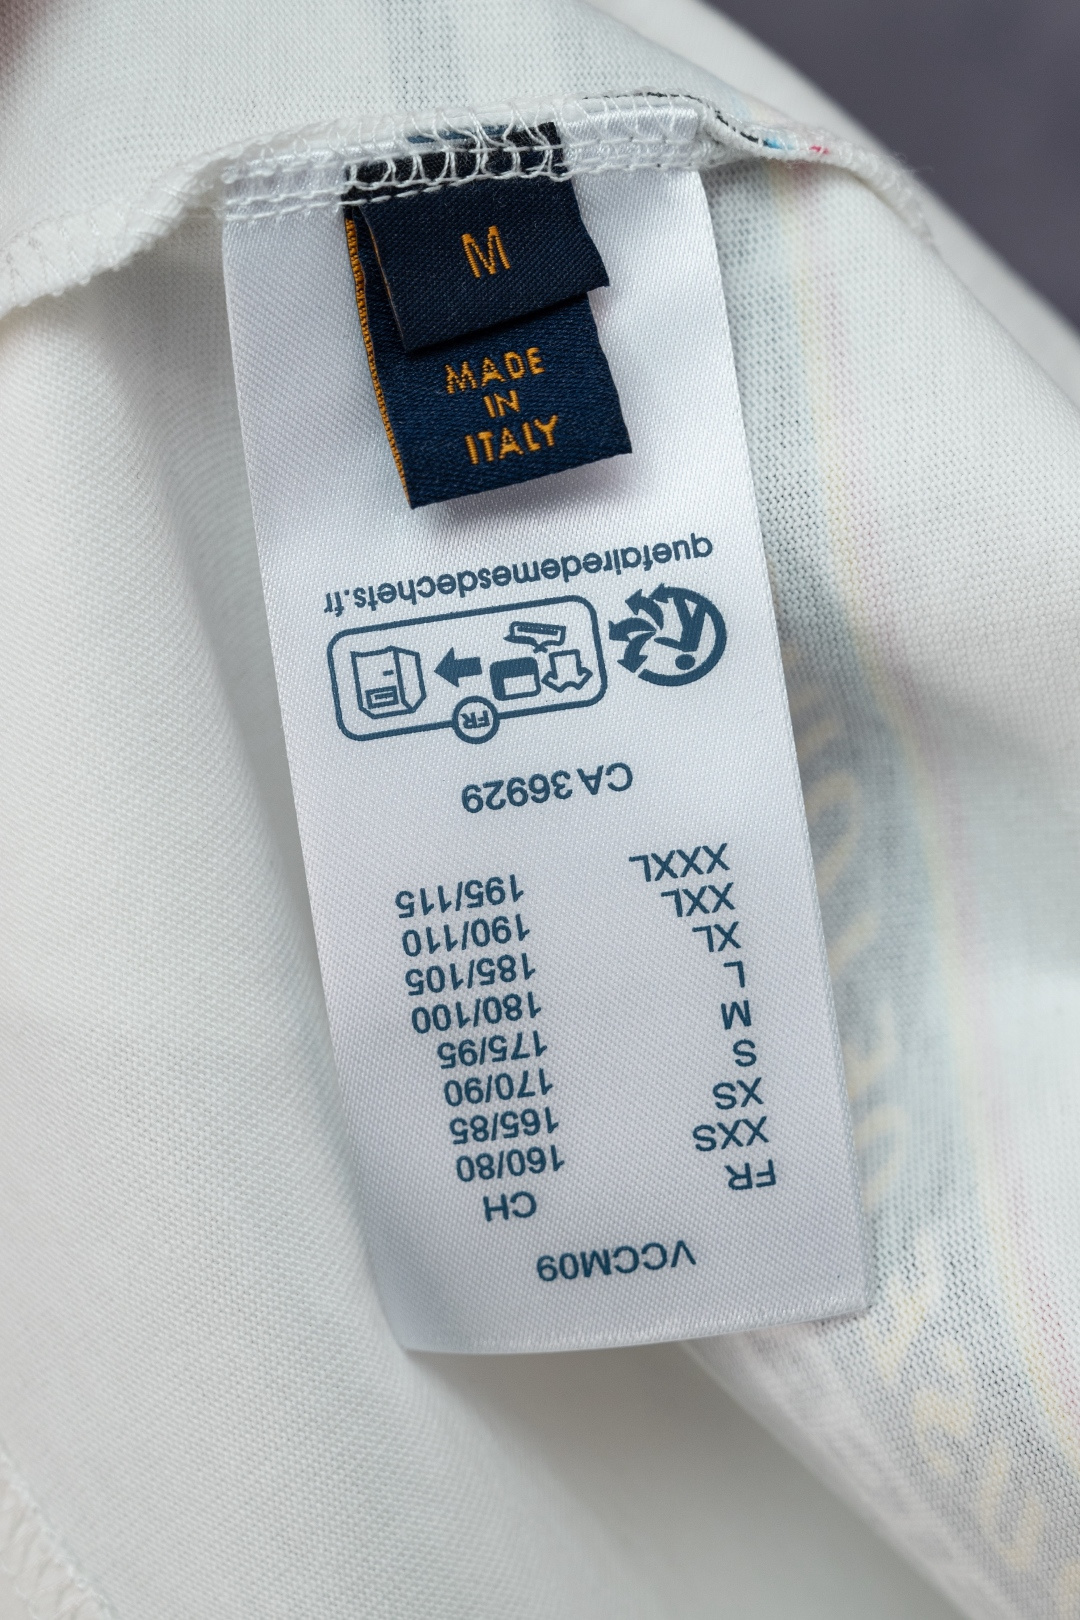 M
MADE
IN
ITALY
VCCM09
FR CH
XXS 160/80
XS 165/85
S 170/90
M 175/95
L 180/100
XL 185/105
XXL 190/110
XXXL 195/115
CA 36929
FR
quefairedemesdechets.fr